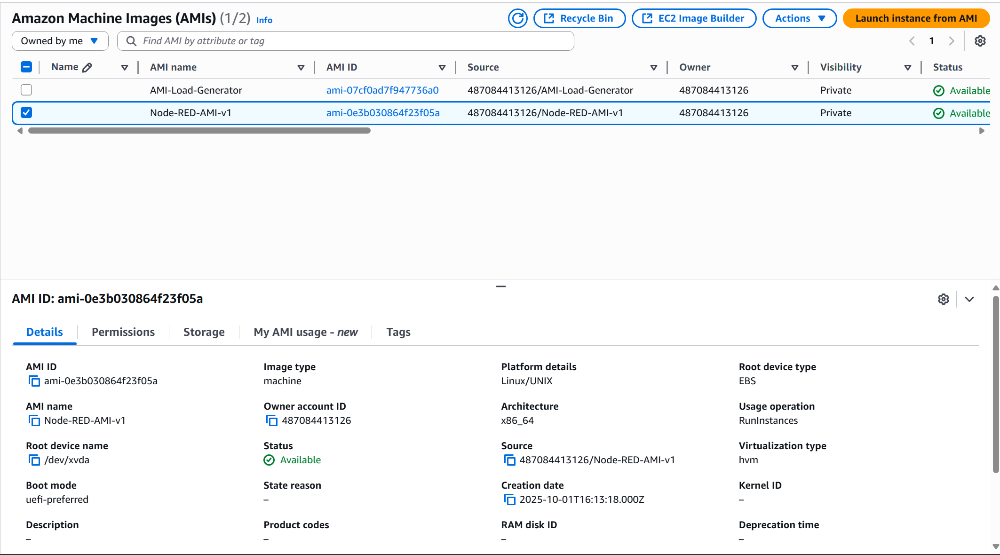 Amazon Machine Images (AMIs) (1/2) Info
Recycle Bin
EC2 Image Builder
Actions
Launch instance from AMI
Owned by me
Find AMI by attribute or tag
1
Name AMI name AMI ID Source Owner Visibility Status
AMI-Load-Generator ami-07cf0ad7f947736a0 487084413126/AMI-Load-Generator 487084413126 Private Available
Node-RED-AMI-v1 ami-0e3b030864f23f05a 487084413126/Node-RED-AMI-v1 487084413126 Private Available
AMI ID: ami-0e3b030864f23f05a
Details Permissions Storage My AMI usage - new Tags
AMI ID Image type Platform details Root device type
ami-0e3b030864f23f05a machine Linux/UNIX EBS
AMI name Owner account ID Architecture Usage operation
Node-RED-AMI-v1 487084413126 x86_64 RunInstances
Root device name Status Source Virtualization type
/dev/xvda Available 487084413126/Node-RED-AMI-v1 hvm
Boot mode State reason Creation date Kernel ID
uefi-preferred – 2025-10-01T16:13:18.000Z –
Description Product codes RAM disk ID Deprecation time
– – – –